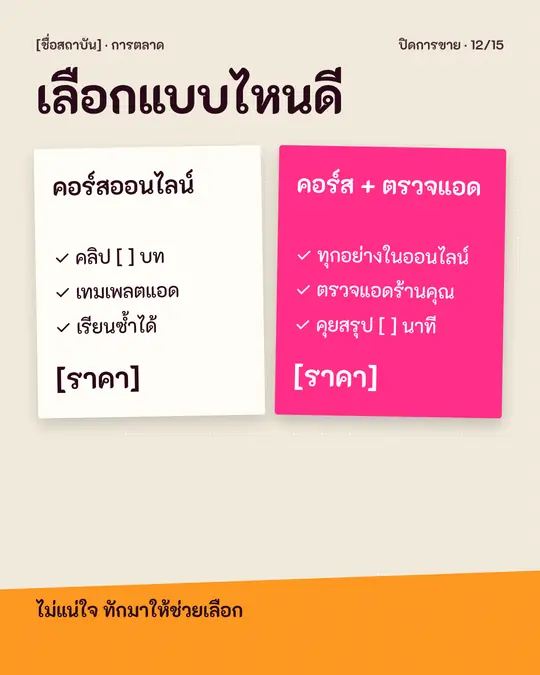 [ชื่อสถาบัน] · การตลาด
ปิดการขาย · 12/15
เลือกแบบไหนดี
คอร์สออนไลน์
✓ คลิป [ ] บท
✓ เทมเพลตแอด
✓ เรียนซ้ำได้
[ราคา]
คอร์ส + ตรวจแอด
✓ ทุกอย่างในออนไลน์
✓ ตรวจแอดร้านคุณ
✓ คุยสรุป [ ] นาที
[ราคา]
ไม่แน่ใจ ทักมาให้ช่วยเลือก